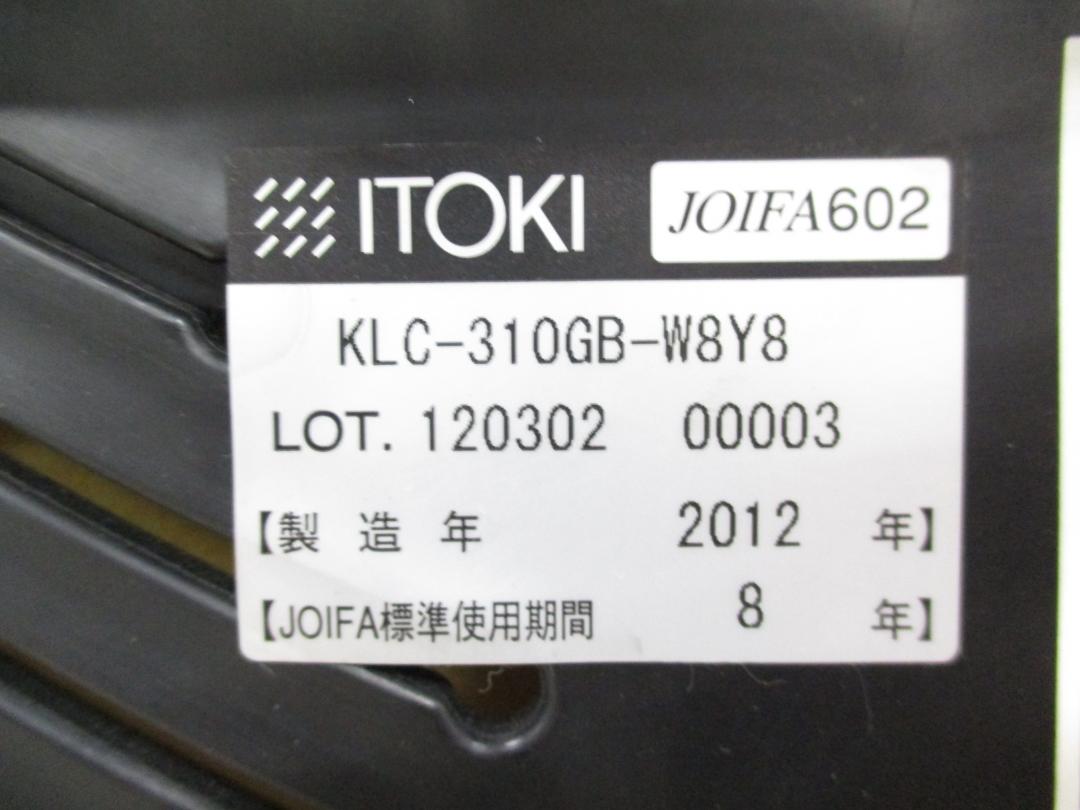 ITOKI JOIFA602
KLC-310GB-W8Y8
LOT. 120302 00003
【製 造 年 2012 年】
【JOIFA標準使用期間 8 年】